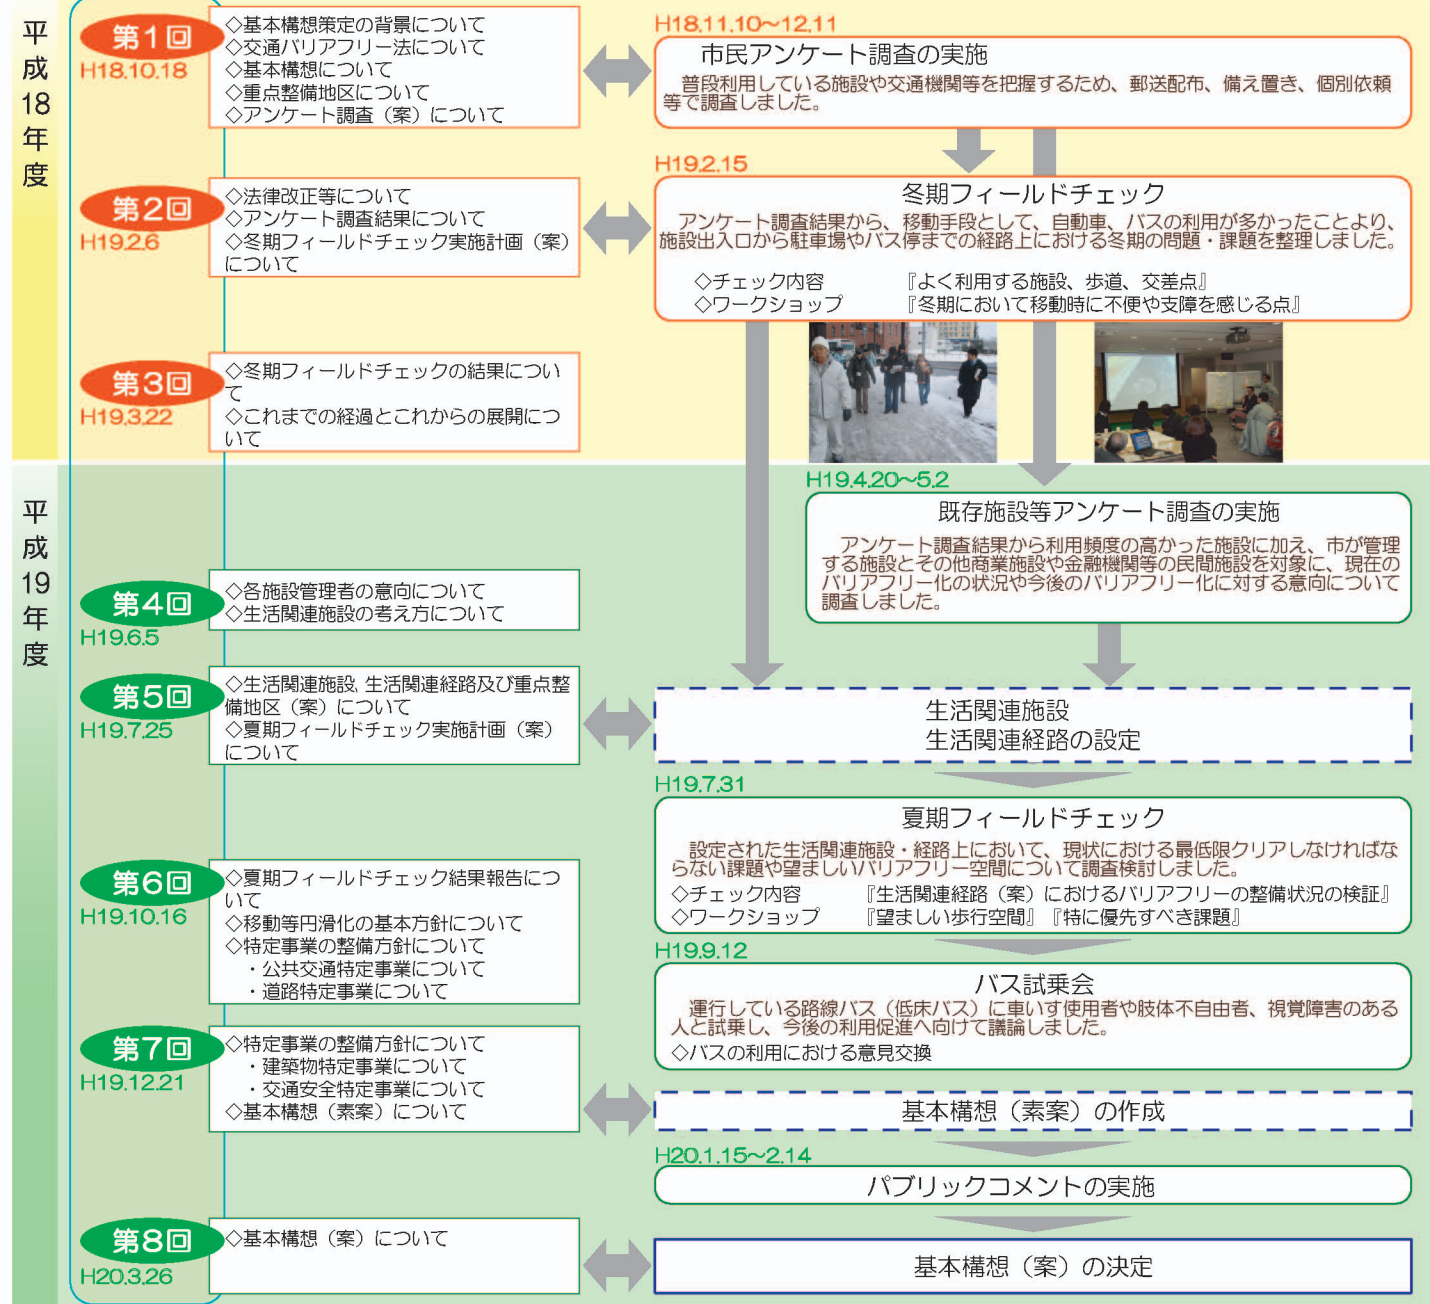 平成18年度
第1回
H18.10.18
◇基本構想策定の背景について
◇交通バリアフリー法について
◇基本構想について
◇重点整備地区について
◇アンケート調査（案）について
H18.11.10～12.11
市民アンケート調査の実施
普段利用している施設や交通機関等を把握するため、郵送配布、備え置き、個別依頼
等で調査しました。
第2回
H19.2.6
◇法律改正等について
◇アンケート調査結果について
◇冬期フィールドチェック実施計画（案）
について
H19.2.15
冬期フィールドチェック
アンケート調査結果から、移動手段として、自動車、バスの利用が多かったことより、
施設出入口から駐車場やバス停までの経路上における冬期の問題・課題を整理しました。
◇チェック内容　『よく利用する施設、歩道、交差点』
◇ワークショップ　『冬期において移動時に不便や支障を感じる点』
第3回
H19.3.22
◇冬期フィールドチェックの結果につい
て
◇これまでの経過とこれからの展開につ
いて
平成19年度
H19.4.20～5.2
既存施設等アンケート調査の実施
アンケート調査結果から利用頻度の高かった施設に加え、市が管理
する施設とその他商業施設や金融機関等の民間施設を対象に、現在の
バリアフリー化の状況や今後のバリアフリー化に対する意向について
調査しました。
第4回
H19.6.5
◇各施設管理者の意向について
◇生活関連施設の考え方について
第5回
H19.7.25
◇生活関連施設、生活関連経路及び重点整
備地区（案）について
◇夏期フィールドチェック実施計画（案）
について
生活関連施設
生活関連経路の設定
H19.7.31
夏期フィールドチェック
設定された生活関連施設・経路上において、現状における最低限クリアしなければな
らない課題や望ましいバリアフリー空間について調査検討しました。
◇チェック内容　『生活関連経路（案）におけるバリアフリーの整備状況の検証』
◇ワークショップ　『望ましい歩行空間』『特に優先すべき課題』
第6回
H19.10.16
◇夏期フィールドチェック結果報告につ
いて
◇移動等円滑化の基本方針について
◇特定事業の整備方針について
・公共交通特定事業について
・道路特定事業について
H19.9.12
バス試乗会
運行している路線バス（低床バス）に車いす使用者や肢体不自由者、視覚障害のある
人と試乗し、今後の利用促進へ向けて議論しました。
◇バスの利用における意見交換
第7回
H19.12.21
◇特定事業の整備方針について
・建築物特定事業について
・交通安全特定事業について
◇基本構想（素案）について
基本構想（素案）の作成
H20.1.15～2.14
パブリックコメントの実施
第8回
H20.3.26
◇基本構想（案）について
基本構想（案）の決定